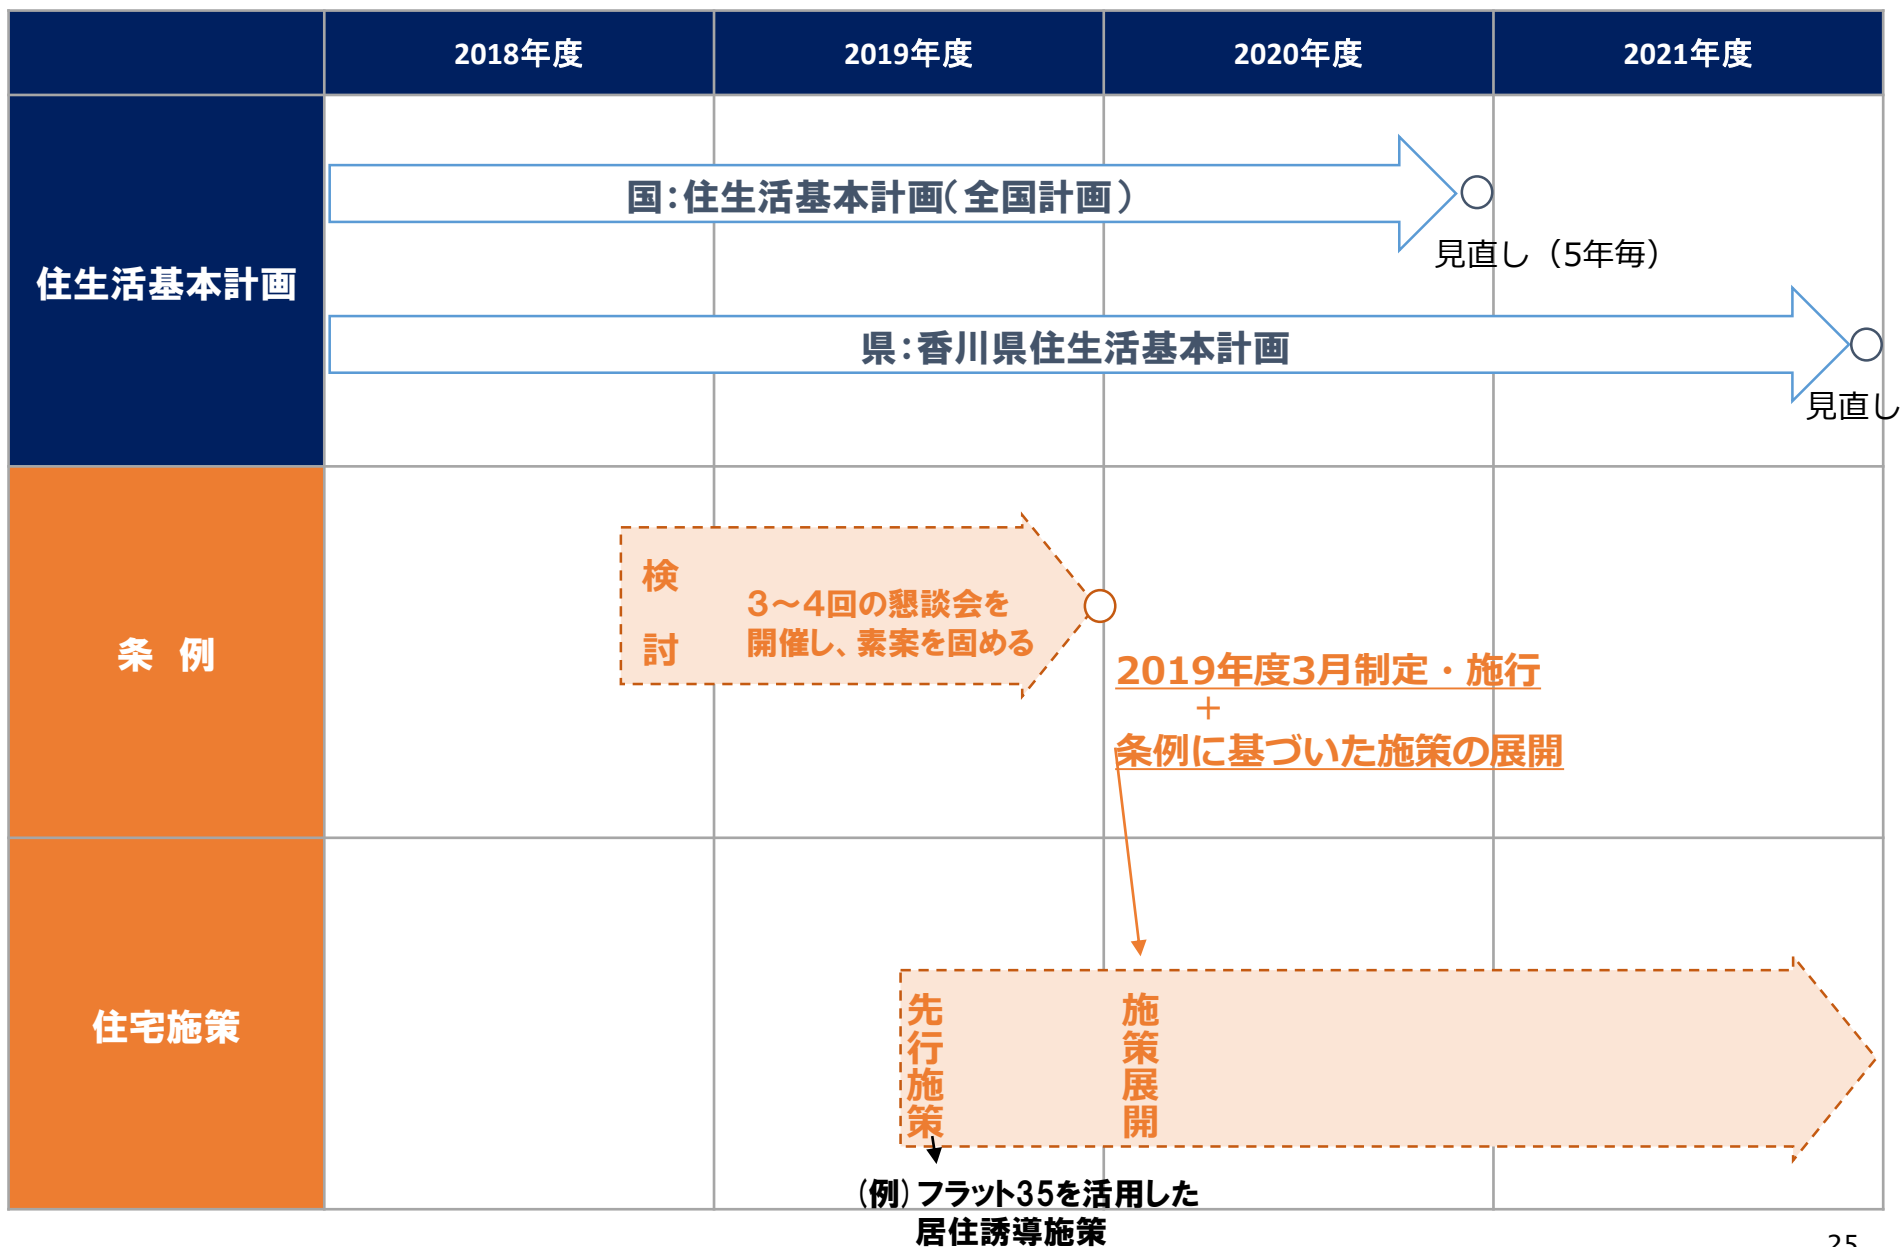 2018年度
2019年度
2020年度
2021年度
住生活基本計画
国：住生活基本計画（全国計画）
見直し（5年毎）
県：香川県住生活基本計画
見直し
条　例
検
討
３～４回の懇談会を
開催し、素案を固める
2019年度3月制定・施行
＋
条例に基づいた施策の展開
住宅施策
先行施策
施策展開
（例）フラット35を活用した
居住誘導施策
25